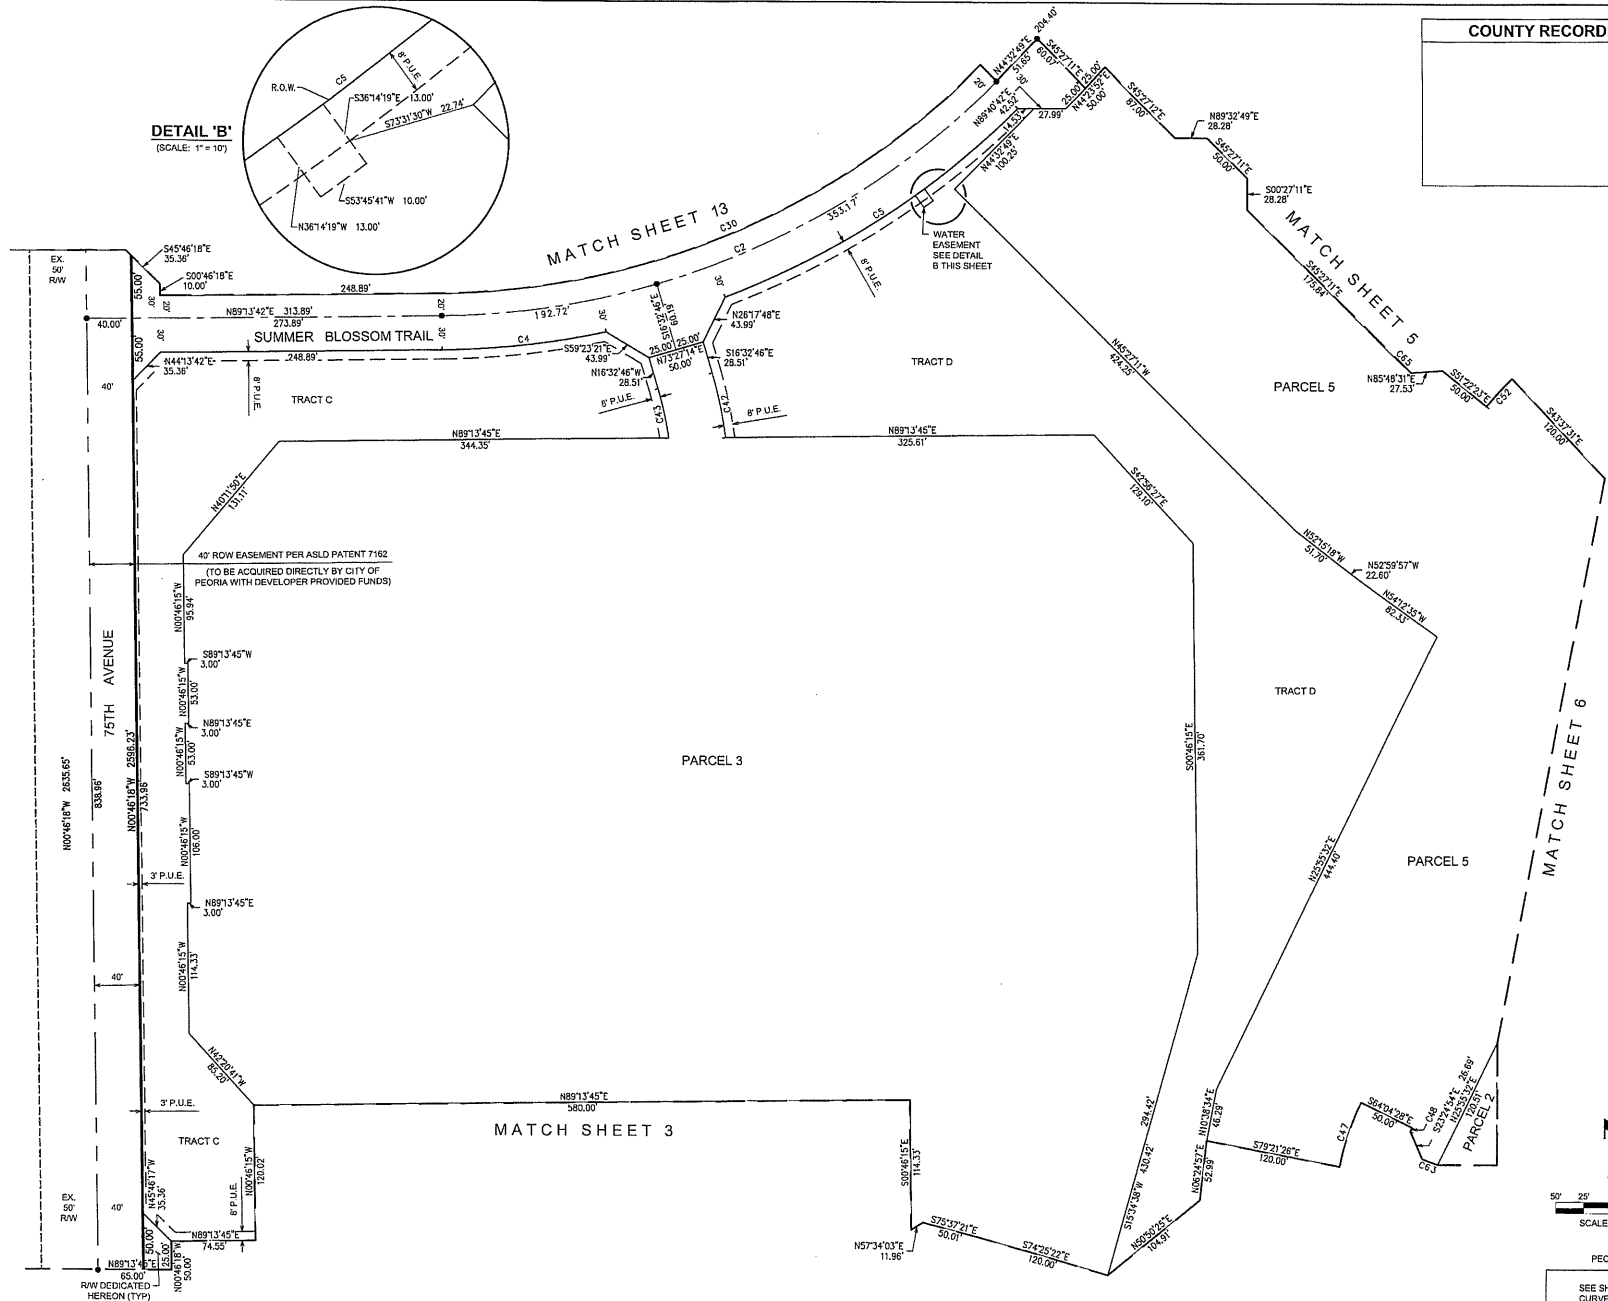 COUNTY RECORD
DETAIL 'B'
(SCALE: 1" = 10')
R.O.W.
C5
8' P.U.E.
S36°14'19"E 13.00'
S73°31'30"W 22.74'
S53°45'41"W 10.00'
N36°14'19"W 13.00'
204.40'
N44°32'49"E
51.65'
S45°27'11"E
60.07'
20'
30'
N89°40'42"E
42.52'
14.53'
27.99'
25.00'
25.00'
N44°23'52"E
50.00'
S45°27'12"E
87.00'
N89°32'49"E
28.28'
S45°27'11"E
50.00'
S00°27'11"E
28.28'
MATCH SHEET 5
S45°27'11"E
175.84'
C65
N85°48'31"E
27.53'
S51°22'23"E
50.00'
C52
S43°37'31"E
120.00'
N44°32'49"E
100.25'
MATCH SHEET 13
C30
C2
353.17'
C5
WATER
EASEMENT
SEE DETAIL
B THIS SHEET
8' P.U.E.
EX.
50'
R/W
S45°46'18"E
35.36'
S00°46'18"E
10.00'
55.00'
30'
20'
248.89'
N89°13'42"E 313.89'
273.89'
20'
192.72'
40.00'
SUMMER BLOSSOM TRAIL
30'
30'
55.00'
N44°13'42"E
35.36'
248.89'
C4
30'
S16°32'46"E
60.19'
30'
N26°17'48"E
43.99'
S59°23'21"E
43.99'
25.00'
25.00'
N73°27'14"E
50.00'
S16°32'46"E
28.51'
N16°32'46"W
28.51'
8' P.U.E.
C43
C42
8' P.U.E.
8' P.U.E.
40'
TRACT C
TRACT D
N45°27'11"W
424.25'
PARCEL 5
N89°13'45"E
344.35'
N89°13'45"E
325.61'
N40°11'50"E
131.11'
S42°56'27"E
129.10'
N52°15'18"W
51.70'
N52°59'57"W
22.60'
N54°12'35"W
82.33'
40' ROW EASEMENT PER ASLD PATENT 7162
(TO BE ACQUIRED DIRECTLY BY CITY OF
PEORIA WITH DEVELOPER PROVIDED FUNDS)
N00°46'15"W
95.94'
75TH AVENUE
S89°13'45"W
3.00'
N00°46'15"W
53.00'
N89°13'45"E
3.00'
N00°46'15"W
53.00'
S89°13'45"W
3.00'
N00°46'18"W 2635.65'
838.96'
N00°46'18"W 2596.23'
733.96'
N00°46'15"W
106.00'
3' P.U.E.
N89°13'45"E
3.00'
N00°46'15"W
114.33'
40'
PARCEL 3
TRACT D
S00°46'15"E
361.70'
MATCH SHEET 6
PARCEL 5
N25°55'32"E
444.40'
N42°20'41"W
85.20'
N89°13'45"E
580.00'
MATCH SHEET 3
3' P.U.E.
TRACT C
N00°46'15"W
120.02'
S00°46'15"E
114.33'
294.42'
S15°34'38"W 430.42'
N10°38'34"E
46.29'
N06°24'57"E
52.99'
S79°21'26"E
120.00'
C47
S64°04'28"E
50.00'
C48
S23°24'54"E 26.69'
N25°55'32"E
120.51'
PARCEL 2
C63
EX.
50'
R/W
40'
N45°46'17"W
35.36'
8' P.U.E.
50.00'
25.00'
N89°13'45"E
74.55'
N00°46'18"W
50.00'
65.00'
R/W DEDICATED
HEREON (TYP)
N57°34'03"E
11.96'
S75°37'21"E
50.01'
S74°25'22"E
120.00'
N50°50'25"E
104.91'
50' 25'
SCALE
PEO
SEE SH
CURVE